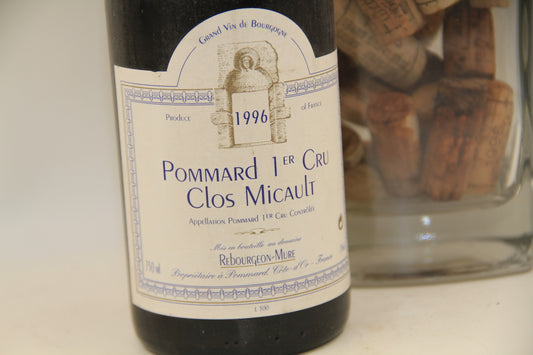 Grand Vin de Bourgogne
Produce of France
1996
Pommard 1er Cru
Clos Micault
Appellation Pommard 1er Cru Contrôlée
Mis en bouteille au domaine
Rebourgeon-Mure
Propriétaire à Pommard, Côte-d'Or - France
750 ml
L 500